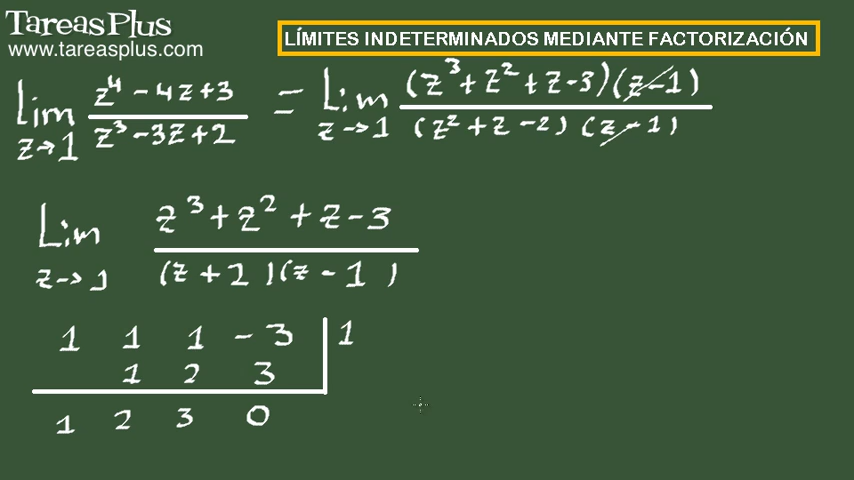 TareasPlus
www.tareasplus.com
LÍMITES INDETERMINADOS MEDIANTE FACTORIZACIÓN
Lim z→1 (z⁴ - 4z + 3)/(z³ - 3z + 2) = Lim z→1 (z³ + z² + z - 3)(z - 1)/(z² + z - 2)(z - 1)
Lim z→1 (z³ + z² + z - 3)/(z + 2)(z - 1)
1 1 1 -3 | 1
1 2 3
1 2 3 0